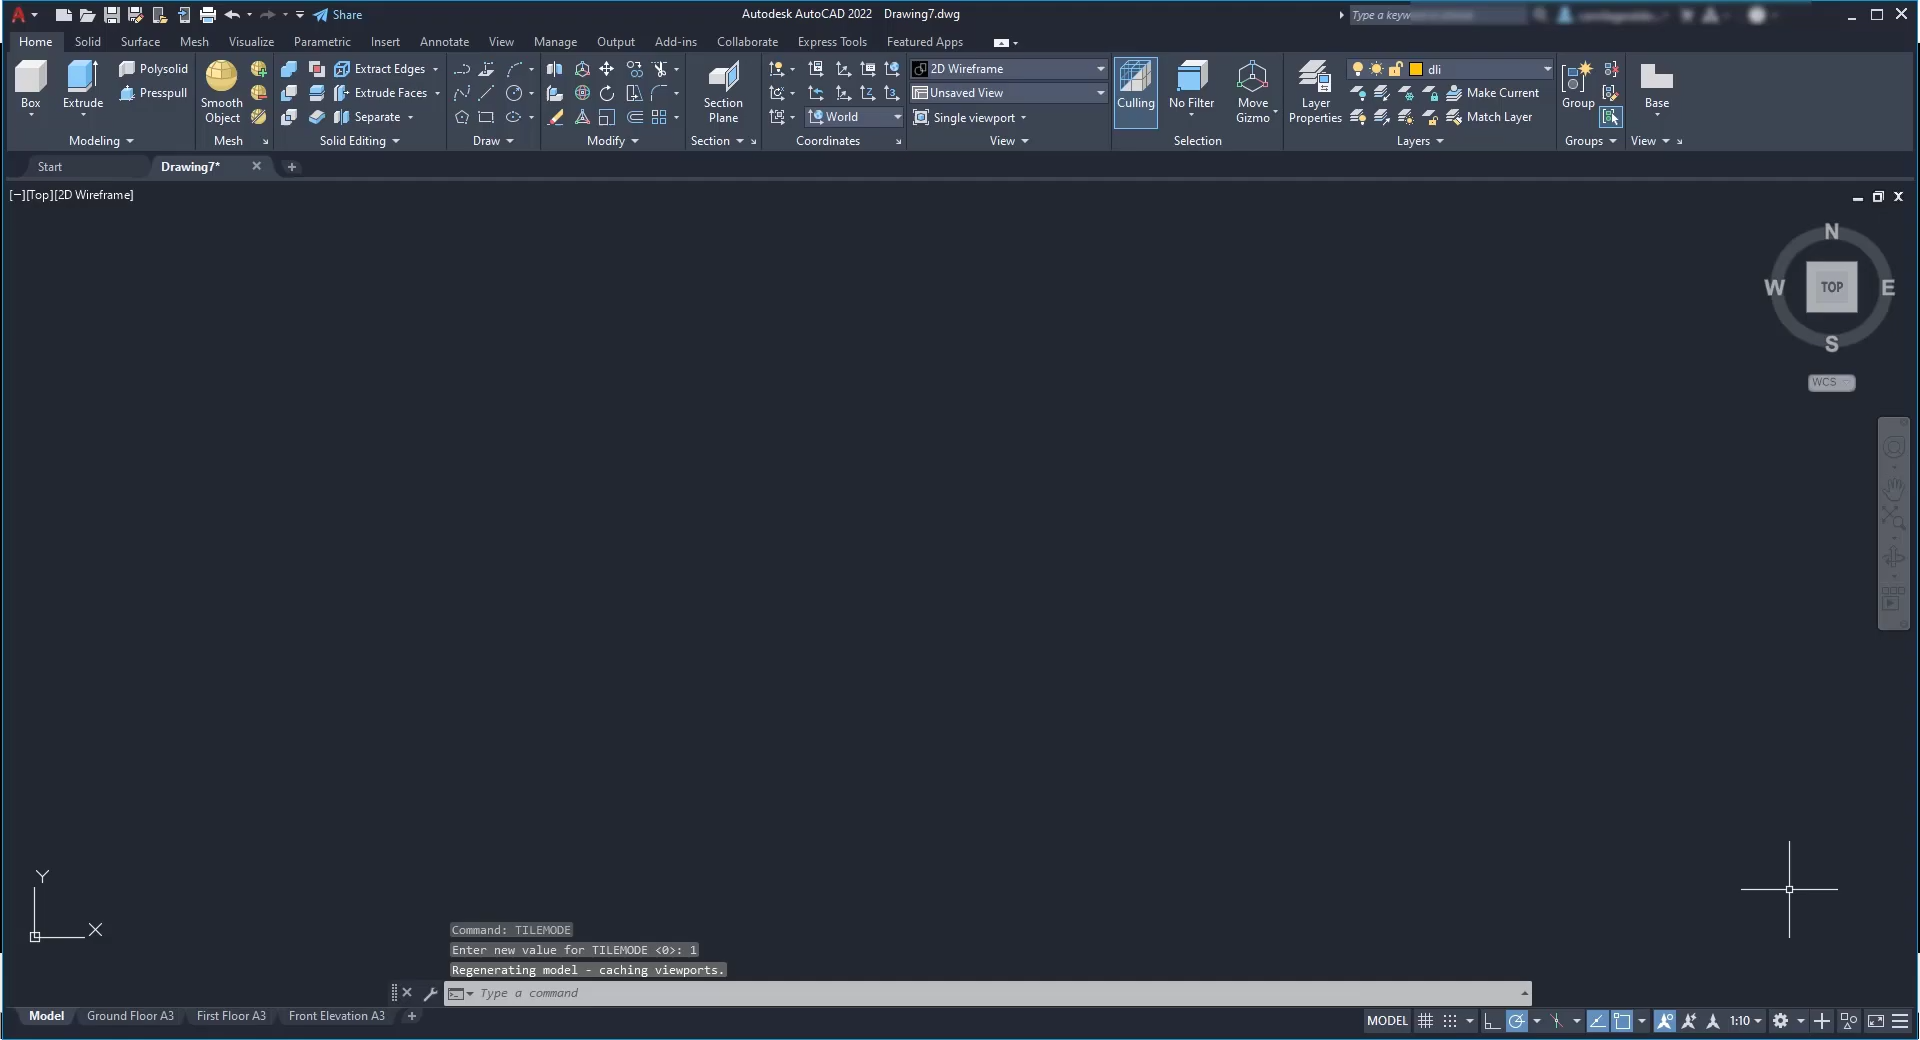 Share
Autodesk AutoCAD 2022 Drawing7.dwg
Type a keyw
Home Solid Surface Mesh Visualize Parametric Insert Annotate View Manage Output Add-ins Collaborate Express Tools Featured Apps
Box
Extrude
Polysolid
Presspull
Modeling
Smooth
Object
Mesh
Extract Edges
Extrude Faces
Separate
Solid Editing
Draw
Modify
Section
Plane
Section
World
Coordinates
2D Wireframe
Unsaved View
Single viewport
View
Culling
No Filter
Move
Gizmo
Selection
Layer
Properties
dli
Make Current
Match Layer
Layers
Group
Groups
Base
View
Start Drawing7*
[−][Top][2D Wireframe]
N
W TOP E
S
WCS
Y
X
Command: TILEMODE
Enter new value for TILEMODE <0>: 1
Regenerating model - caching viewports.
Type a command
Model Ground Floor A3 First Floor A3 Front Elevation A3
MODEL 1:10